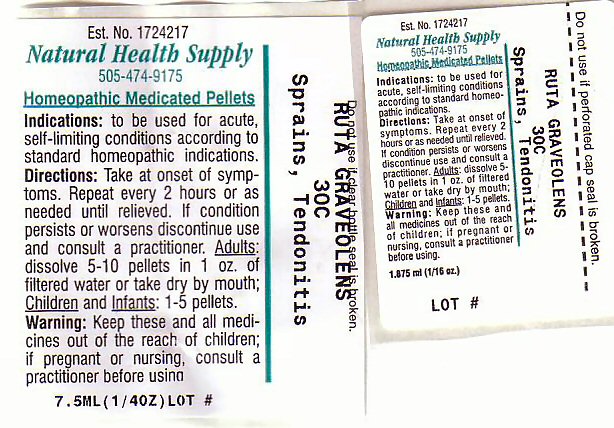 Est. No. 1724217
Natural Health Supply
505-474-9175
Homeopathic Medicated Pellets
Indications: to be used for acute,
self-limiting conditions according to
standard homeopathic indications.
Directions: Take at onset of symp-
toms. Repeat every 2 hours or as
needed until relieved. If condition
persists or worsens discontinue use
and consult a practitioner. Adults:
dissolve 5-10 pellets in 1 oz. of
filtered water or take dry by mouth;
Children and Infants: 1-5 pellets.
Warning: Keep these and all medi-
cines out of the reach of children;
if pregnant or nursing, consult a
practitioner before using
7.5ML(1/4OZ)LOT #
Do not use if clear bottle seal is broken.
RUTA GRAVEOLENS
30C
Sprains, Tendonitis
Est. No. 1724217
Natural Health Supply
505-474-9175
Homeopathic Medicated Pellets
Indications: to be used for
acute, self-limiting conditions
according to standard homeo-
pathic indications.
Directions: Take at onset of
symptoms. Repeat every 2
hours or as needed until relieved.
If condition persists or worsens
discontinue use and consult a
practitioner. Adults: dissolve 5-
10 pellets in 1 oz. of filtered
water or take dry by mouth;
Children and Infants: 1-5 pellets.
Warning: Keep these and
all medicines out of the reach
of children; if pregnant or
nursing, consult a practitioner
before using.
1.875 ml (1/16 oz.)
LOT #
Do not use if perforated cap seal is broken.
RUTA GRAVEOLENS
30C
Sprains, Tendonitis